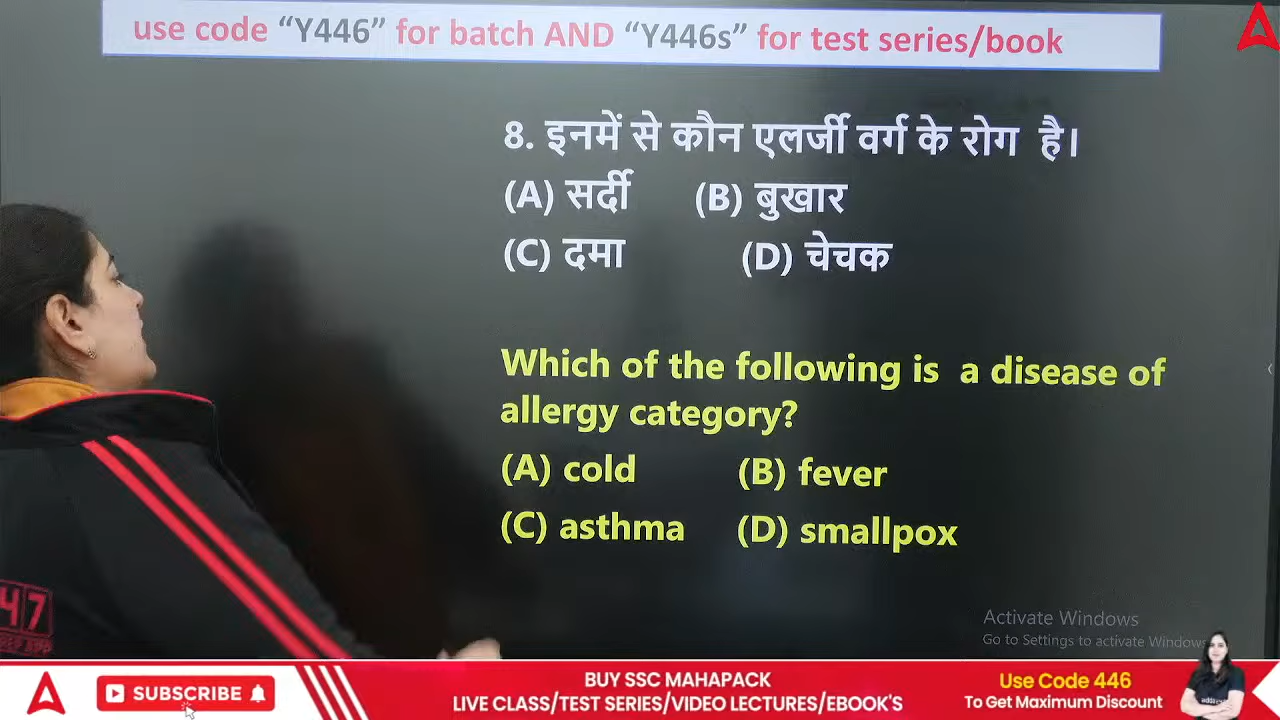 use code “Y446” for batch AND “Y446s” for test series/book
8. इनमें से कौन एलर्जी वर्ग के रोग है।
(A) सर्दी (B) बुखार
(C) दमा (D) चेचक
Which of the following is a disease of
allergy category?
(A) cold (B) fever
(C) asthma (D) smallpox
Activate Windows
Go to Settings to activate Windows
47
SUBSCRIBE
BUY SSC MAHAPACK
LIVE CLASS/TEST SERIES/VIDEO LECTURES/EBOOK'S
Use Code 446
To Get Maximum Discount